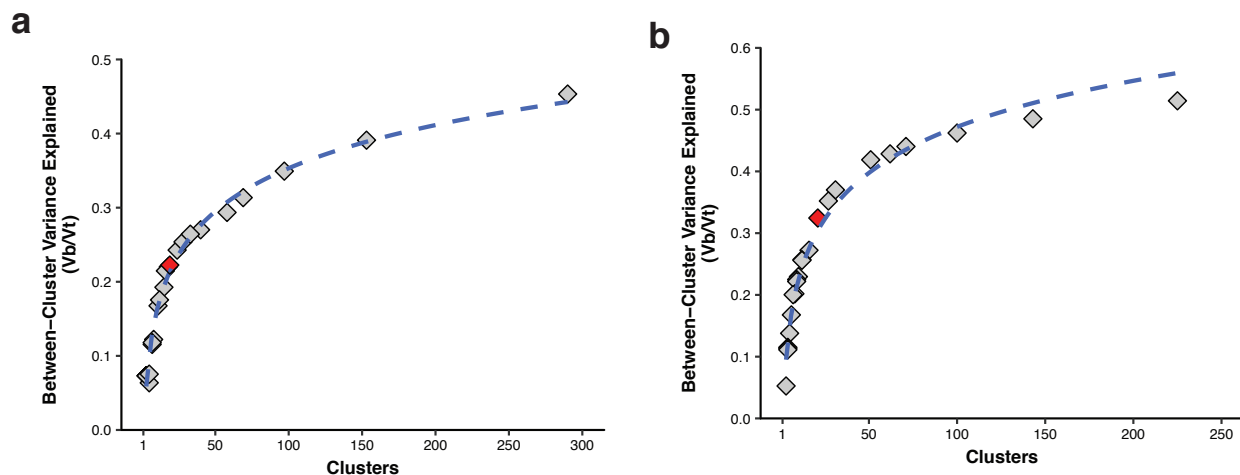 a
Between−Cluster Variance Explained
(Vb/Vt)
0.5
0.4
0.3
0.2
0.1
0.0
1 50 100 150 200 250 300
Clusters
b
Between−Cluster Variance Explained
(Vb/Vt)
0.6
0.5
0.4
0.3
0.2
0.1
0.0
1 50 100 150 200 250
Clusters